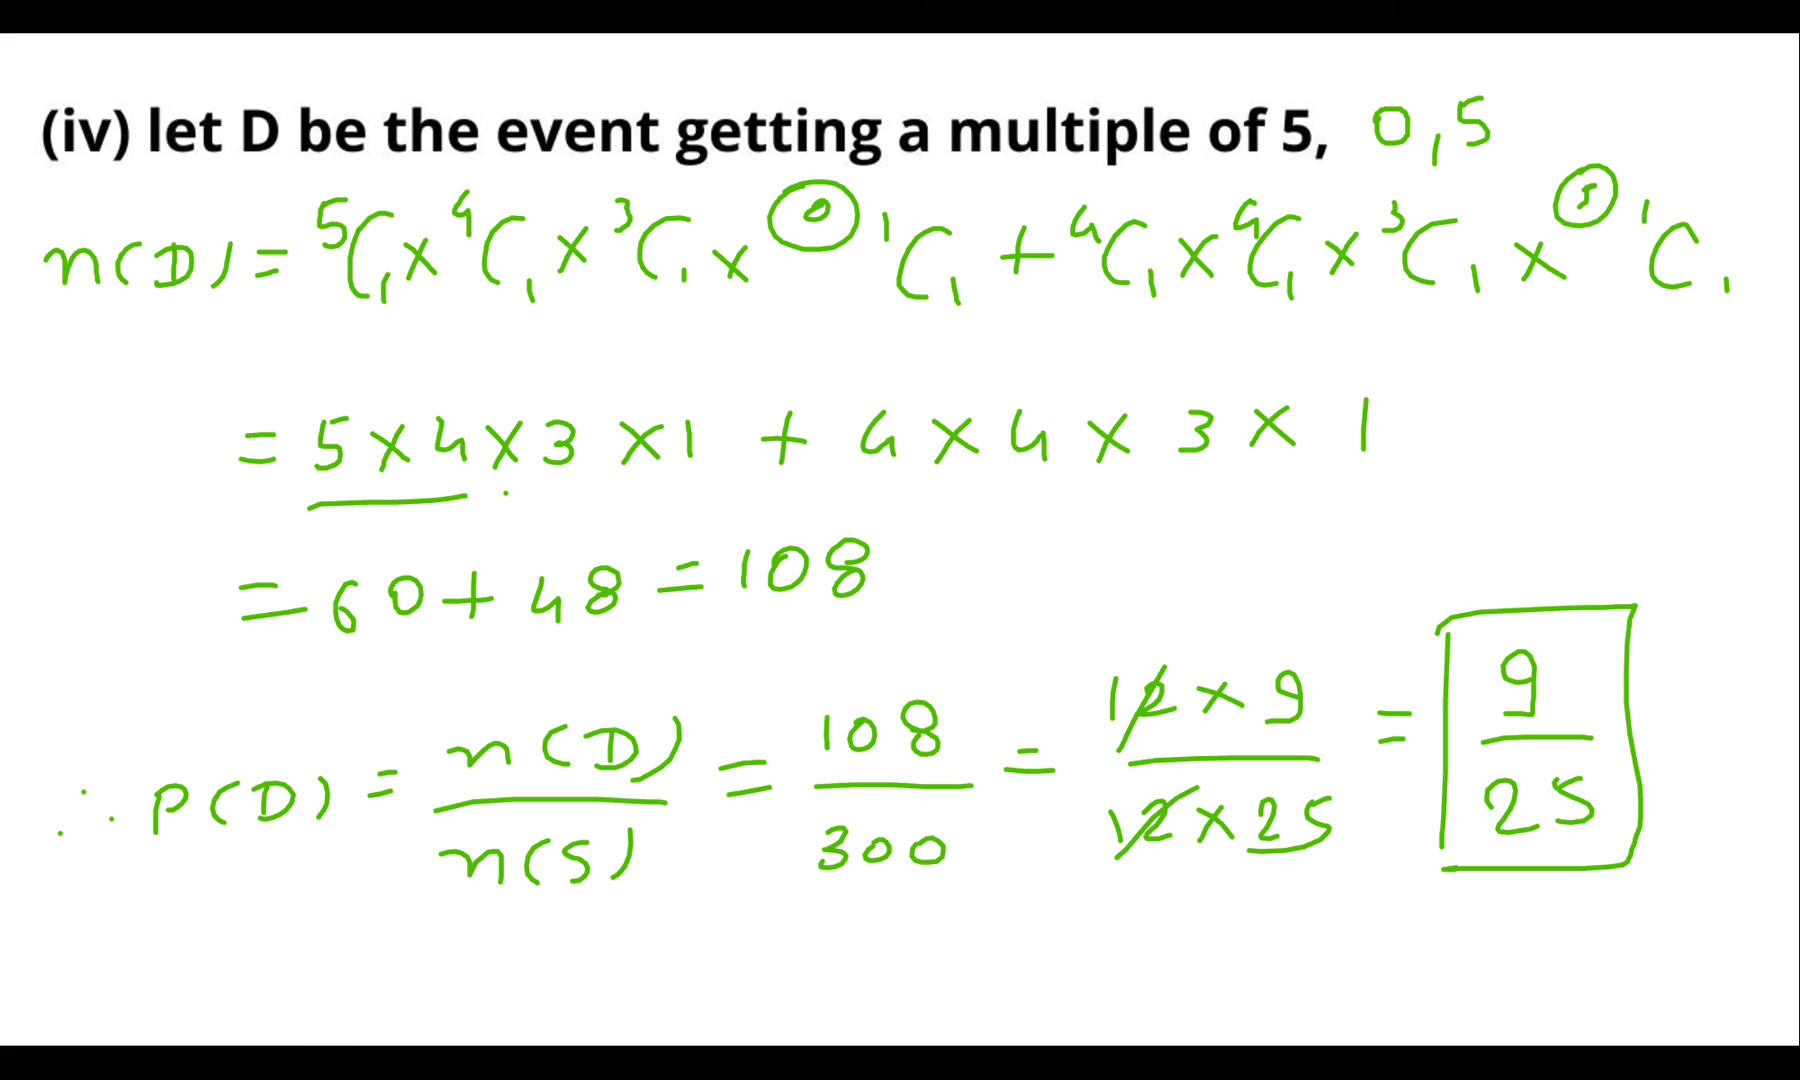 (iv) let D be the event getting a multiple of 5, 0,5
n(D) = ⁵C₁ × ⁴C₁ × ³C₁ × ⓪ ¹C₁ + ⁴C₁ × ⁴C₁ × ³C₁ × ⑤ ¹C₁
= 5 × 4 × 3 × 1 + 4 × 4 × 3 × 1
= 60 + 48 = 108
∴ P(D) = n(D)/n(S) = 108/300 = 12 × 9/12 × 25 = 9/25